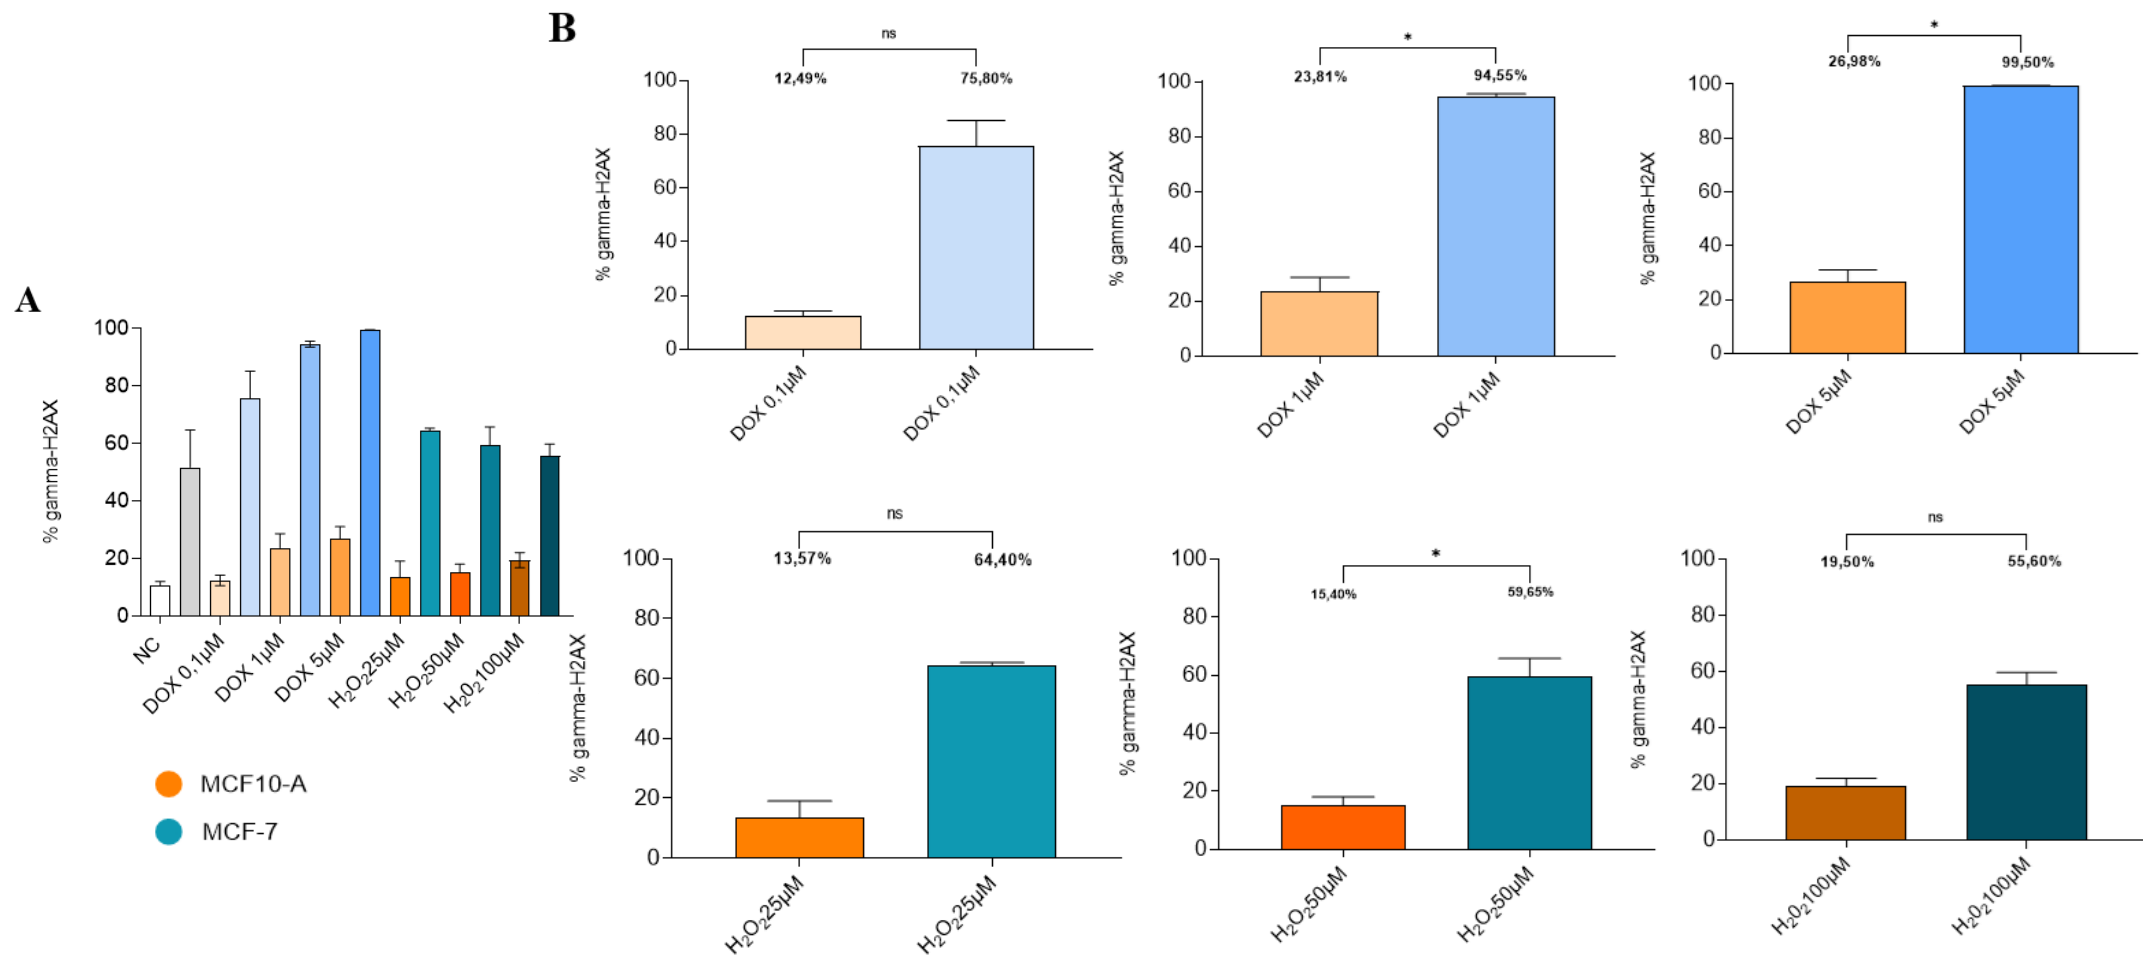 A
% gamma-H2AX
100
80
60
40
20
0
NC
DOX 0,1µM
DOX 1µM
DOX 5µM
H₂O₂25µM
H₂O₂50µM
H₂0₂100µM
MCF10-A
MCF-7
B
ns
12,49% 75,80%
% gamma-H2AX
100
80
60
40
20
0
DOX 0,1µM
DOX 0,1µM
*
23,81% 94,55%
% gamma-H2AX
100
80
60
40
20
0
DOX 1µM
DOX 1µM
*
26,98% 99,50%
% gamma-H2AX
100
80
60
40
20
0
DOX 5µM
DOX 5µM
ns
13,57% 64,40%
% gamma-H2AX
100
80
60
40
20
0
H₂O₂25µM
H₂O₂25µM
*
15,40% 59,65%
% gamma-H2AX
100
80
60
40
20
0
H₂O₂50µM
H₂O₂50µM
ns
19,50% 55,60%
% gamma-H2AX
100
80
60
40
20
0
H₂0₂100µM
H₂0₂100µM